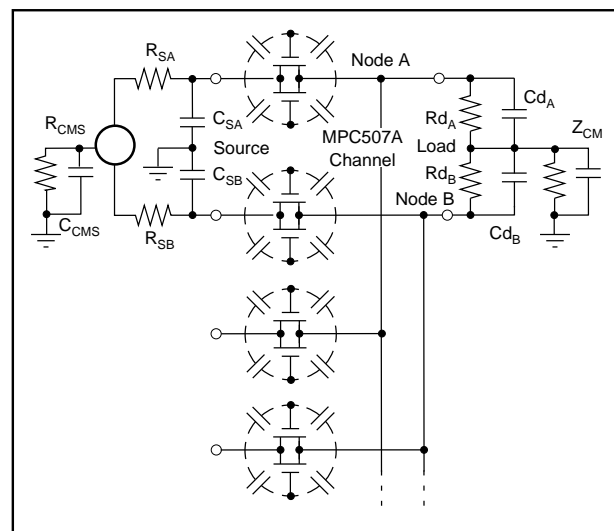 R_SA
Node A
Cd_A
R_CMS
C_SA
Rd_A
Z_CM
MPC507A
Channel
Source
Load
C_SB
Rd_B
Node B
C_CMS
R_SB
Cd_B